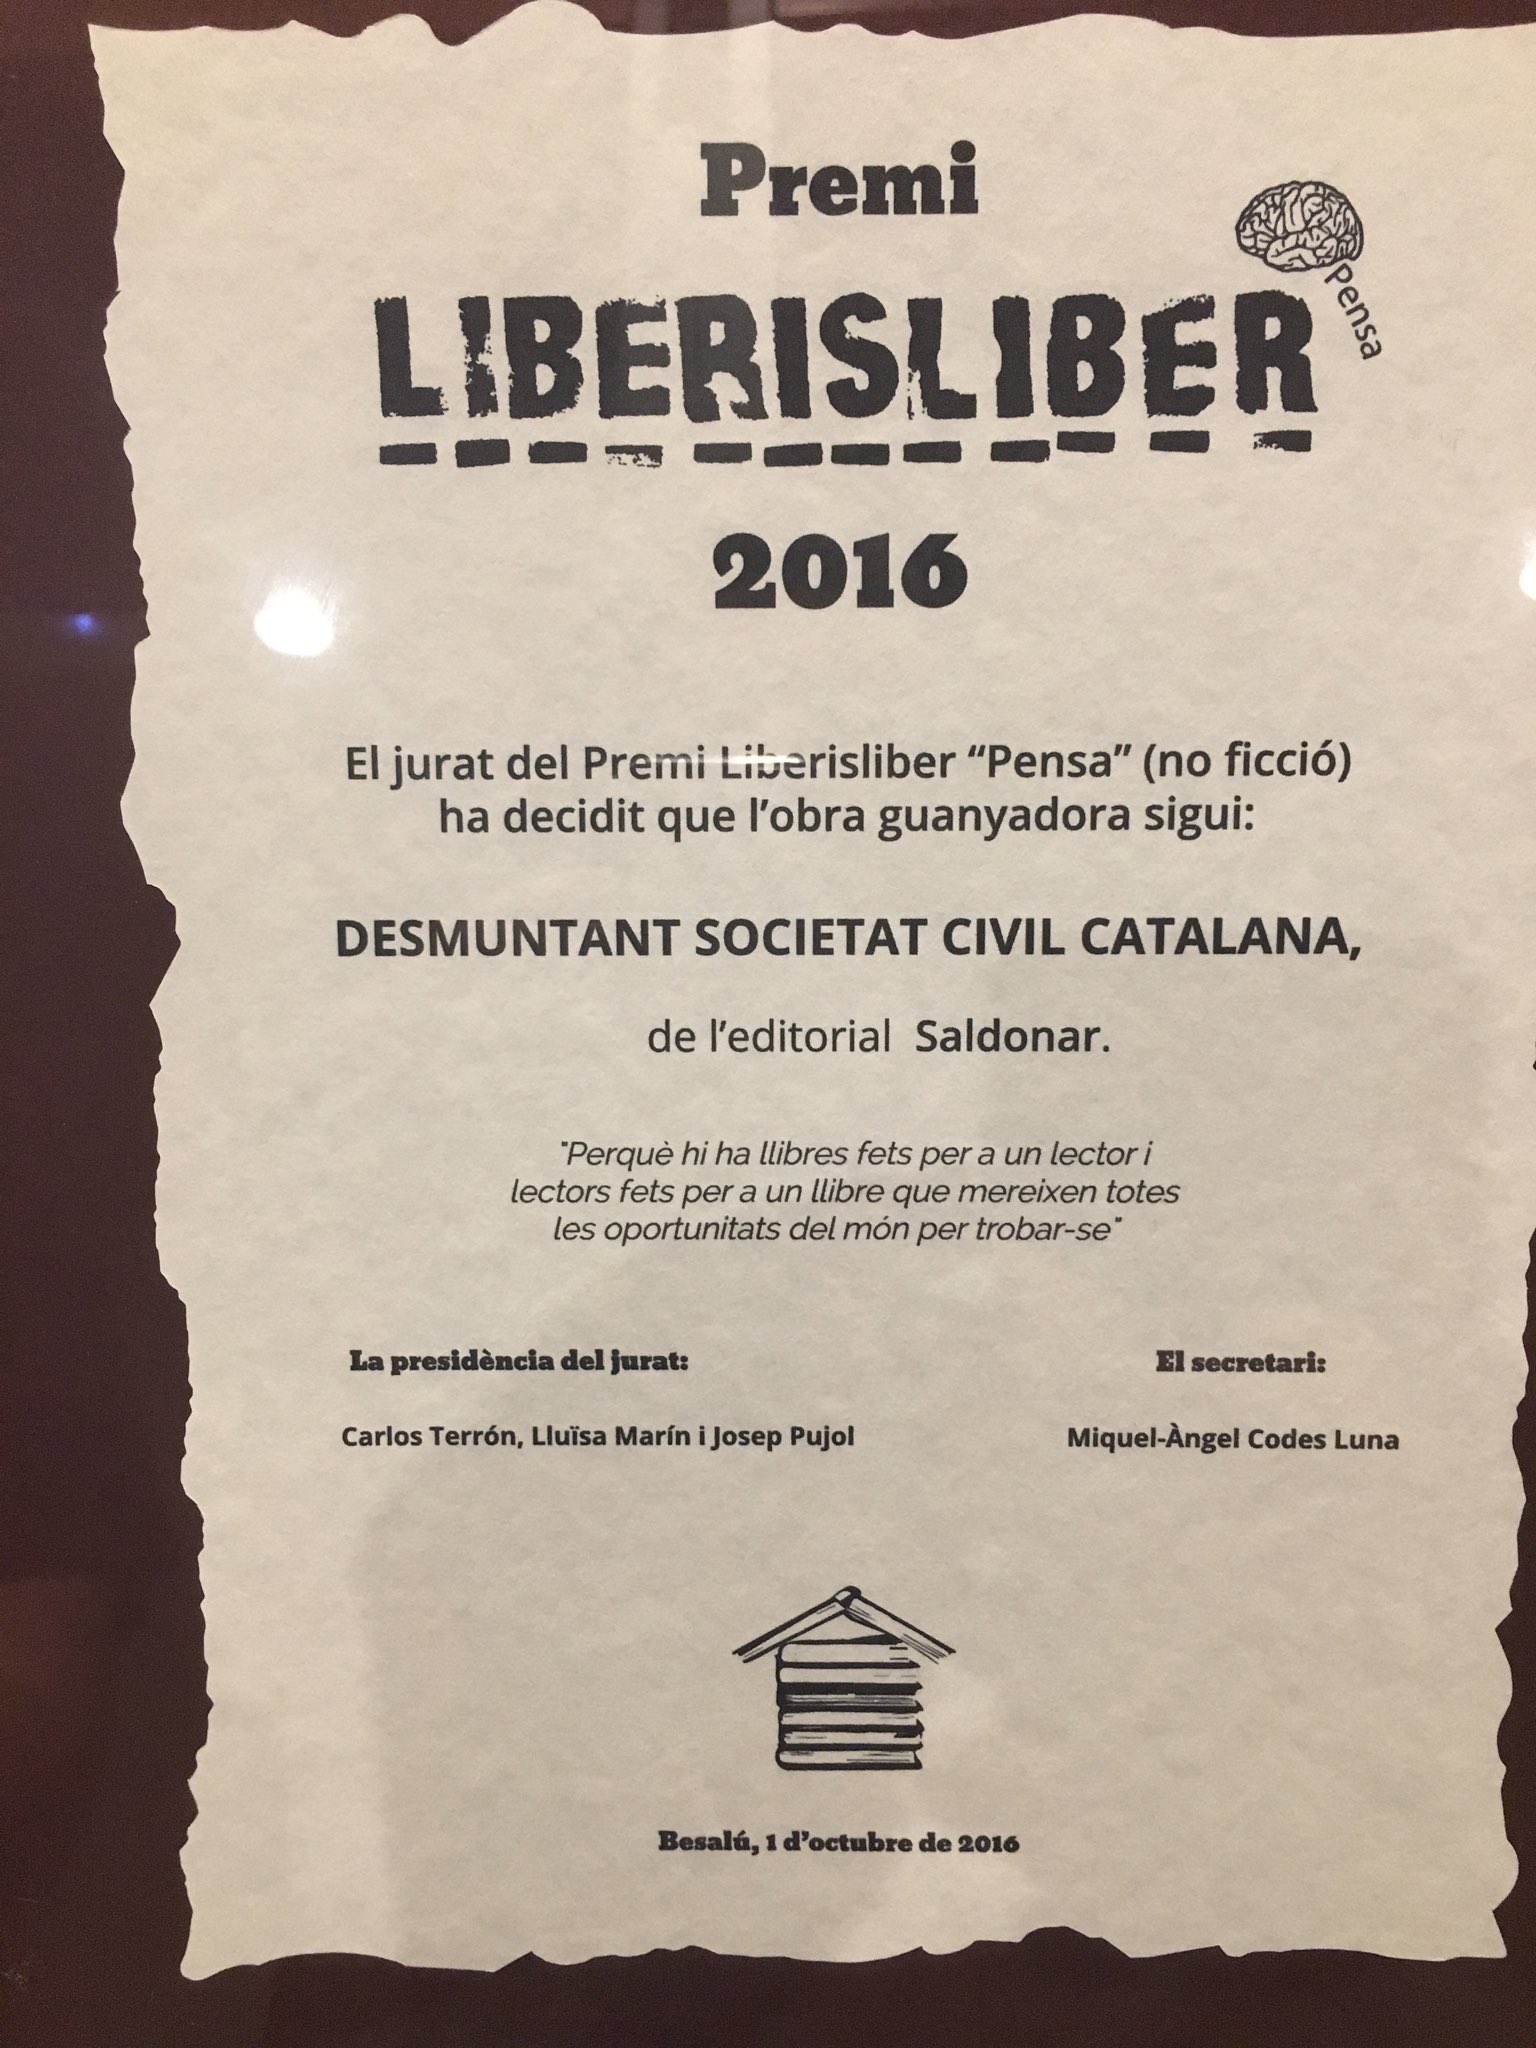 Premi
Pensa
LIBERISLIBER
2016
El jurat del Premi Liberisliber “Pensa” (no ficció)
ha decidit que l’obra guanyadora sigui:
DESMUNTANT SOCIETAT CIVIL CATALANA,
de l’editorial Saldonar.
"Perquè hi ha llibres fets per a un lector i
lectors fets per a un llibre que mereixen totes
les oportunitats del món per trobar-se"
La presidència del jurat: El secretari:
Carlos Terrón, Lluïsa Marín i Josep Pujol Miquel-Àngel Codes Luna
Besalú, 1 d’octubre de 2016